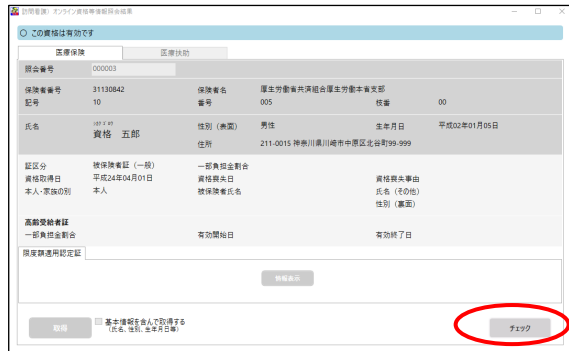 訪問看護）オンライン資格等情報照会結果
○ この資格は有効です
医療保険 医療扶助
照会番号 000003
保険者番号 31130842 保険者名 厚生労働省共済組合厚生労働本省支部
記号 10 番号 005 枝番 00
氏名 資格 五郎 性別（表面） 男性 生年月日 平成02年01月05日
住所 211-0015 神奈川県川崎市中原区北谷町99-999
証区分 被保険者証（一般） 一部負担金割合
資格取得日 平成24年04月01日 資格喪失日 資格喪失事由
本人・家族の別 本人 被保険者氏名 氏名（その他）
性別（裏面）
高齢受給者証
一部負担金割合 有効開始日 有効終了日
限度額適用認定証
情報表示
取得 基本情報を含んで取得する
（氏名、性別、生年月日等）
チェック